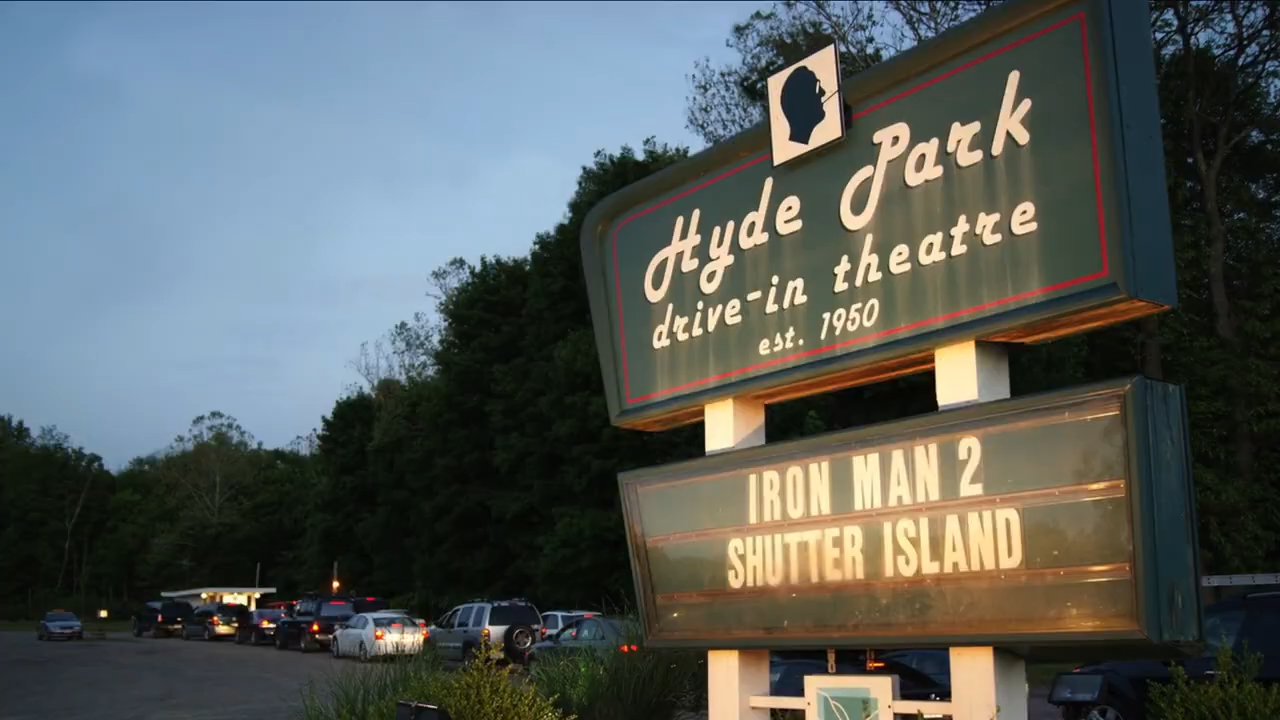 Hyde Park
drive-in theatre
est. 1950
IRON MAN 2
SHUTTER ISLAND